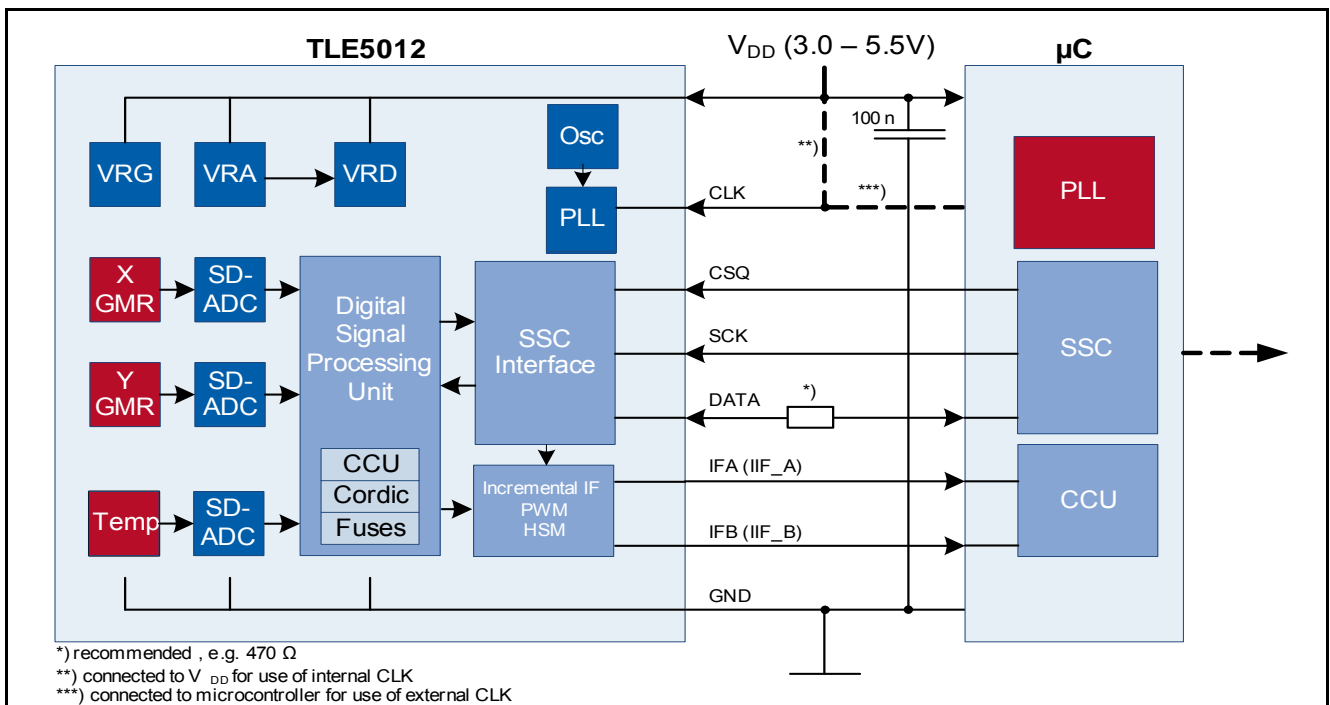 TLE5012
V DD (3.0 – 5.5V)
µC
100 n
Osc
**)
VRG
VRA
VRD
CLK
***)
PLL
PLL
X
GMR
SD-
ADC
Digital
Signal
Processing
Unit
SSC
Interface
CSQ
SCK
SSC
Y
GMR
SD-
ADC
DATA
*)
CCU
Cordic
Fuses
Incremental IF
PWM
HSM
IFA (IIF_A)
CCU
Temp
SD-
ADC
IFB (IIF_B)
GND
*) recommended , e.g. 470 Ω
**) connected to V DD for use of internal CLK
***) connected to microcontroller for use of external CLK